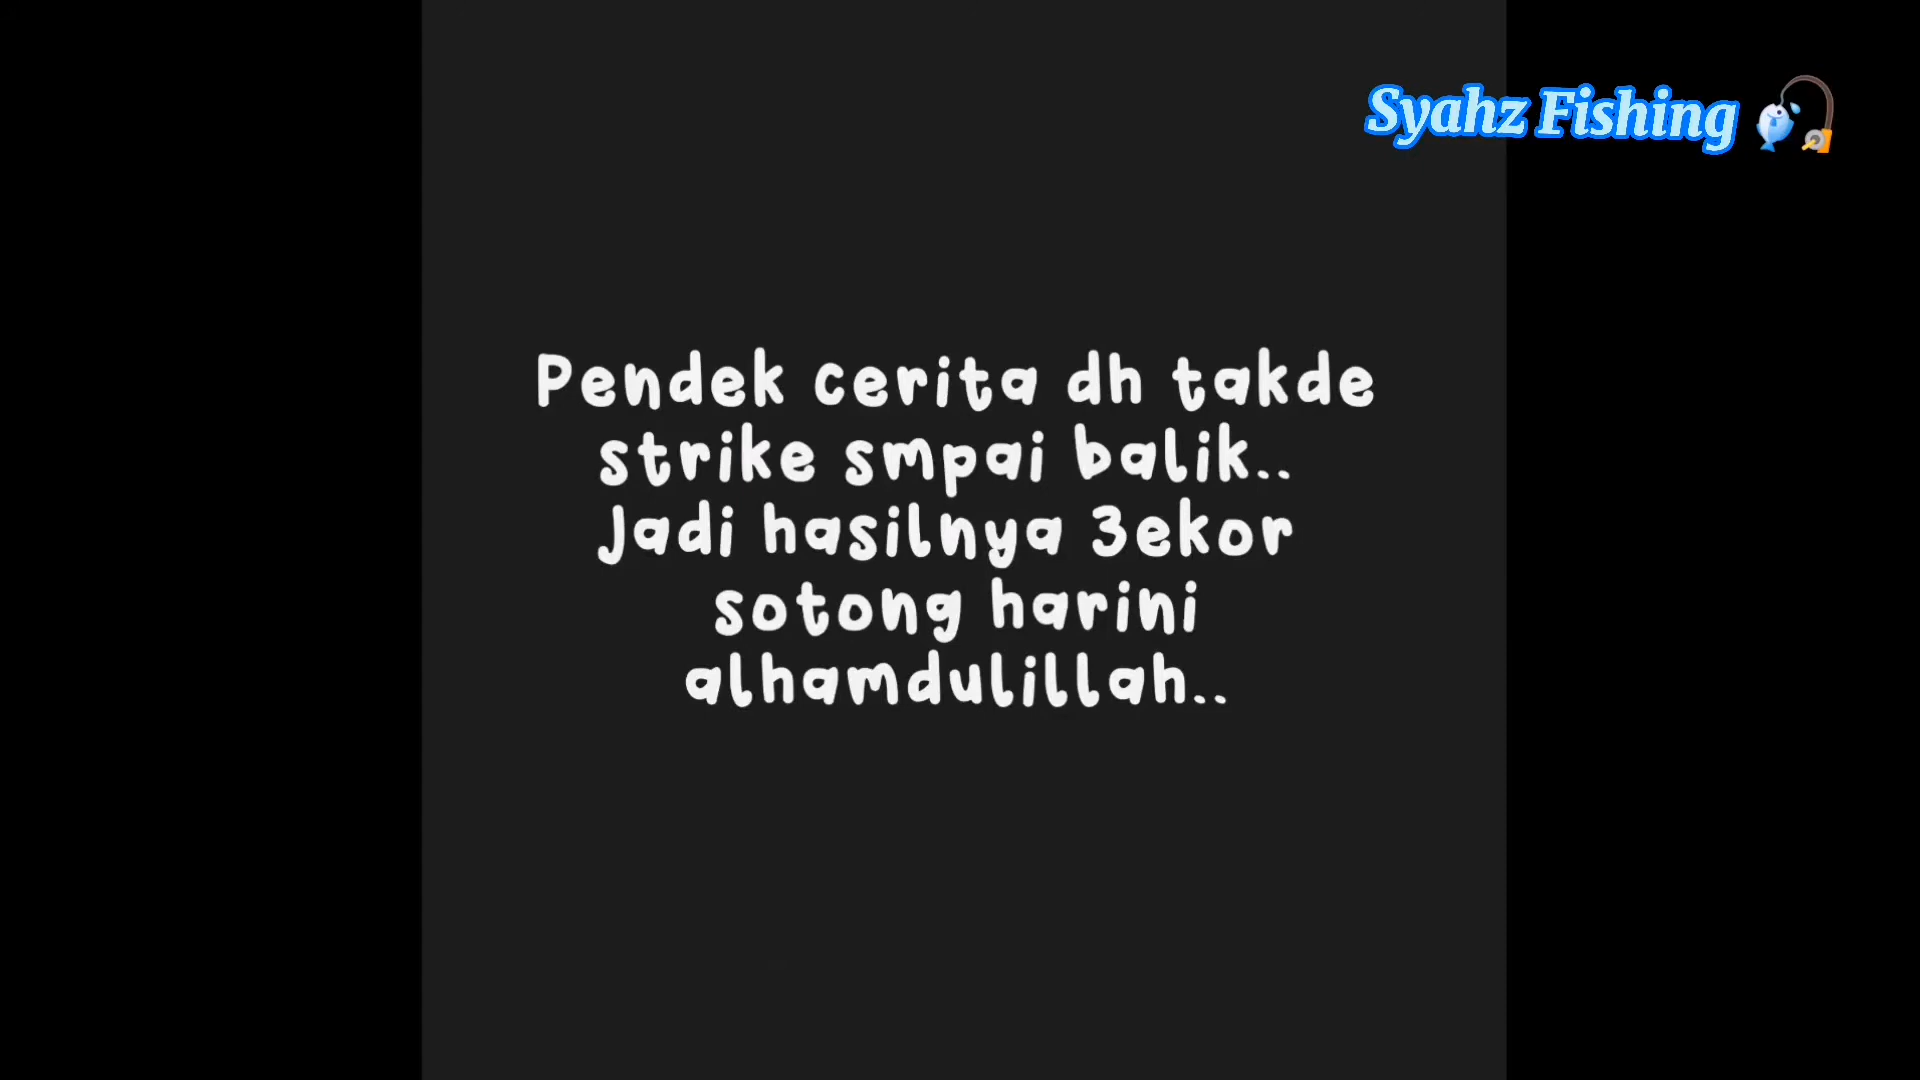 Syahz Fishing
Pendek cerita dh takde
strike smpai balik..
Jadi hasilnya 3ekor
sotong harini
alhamdulillah..